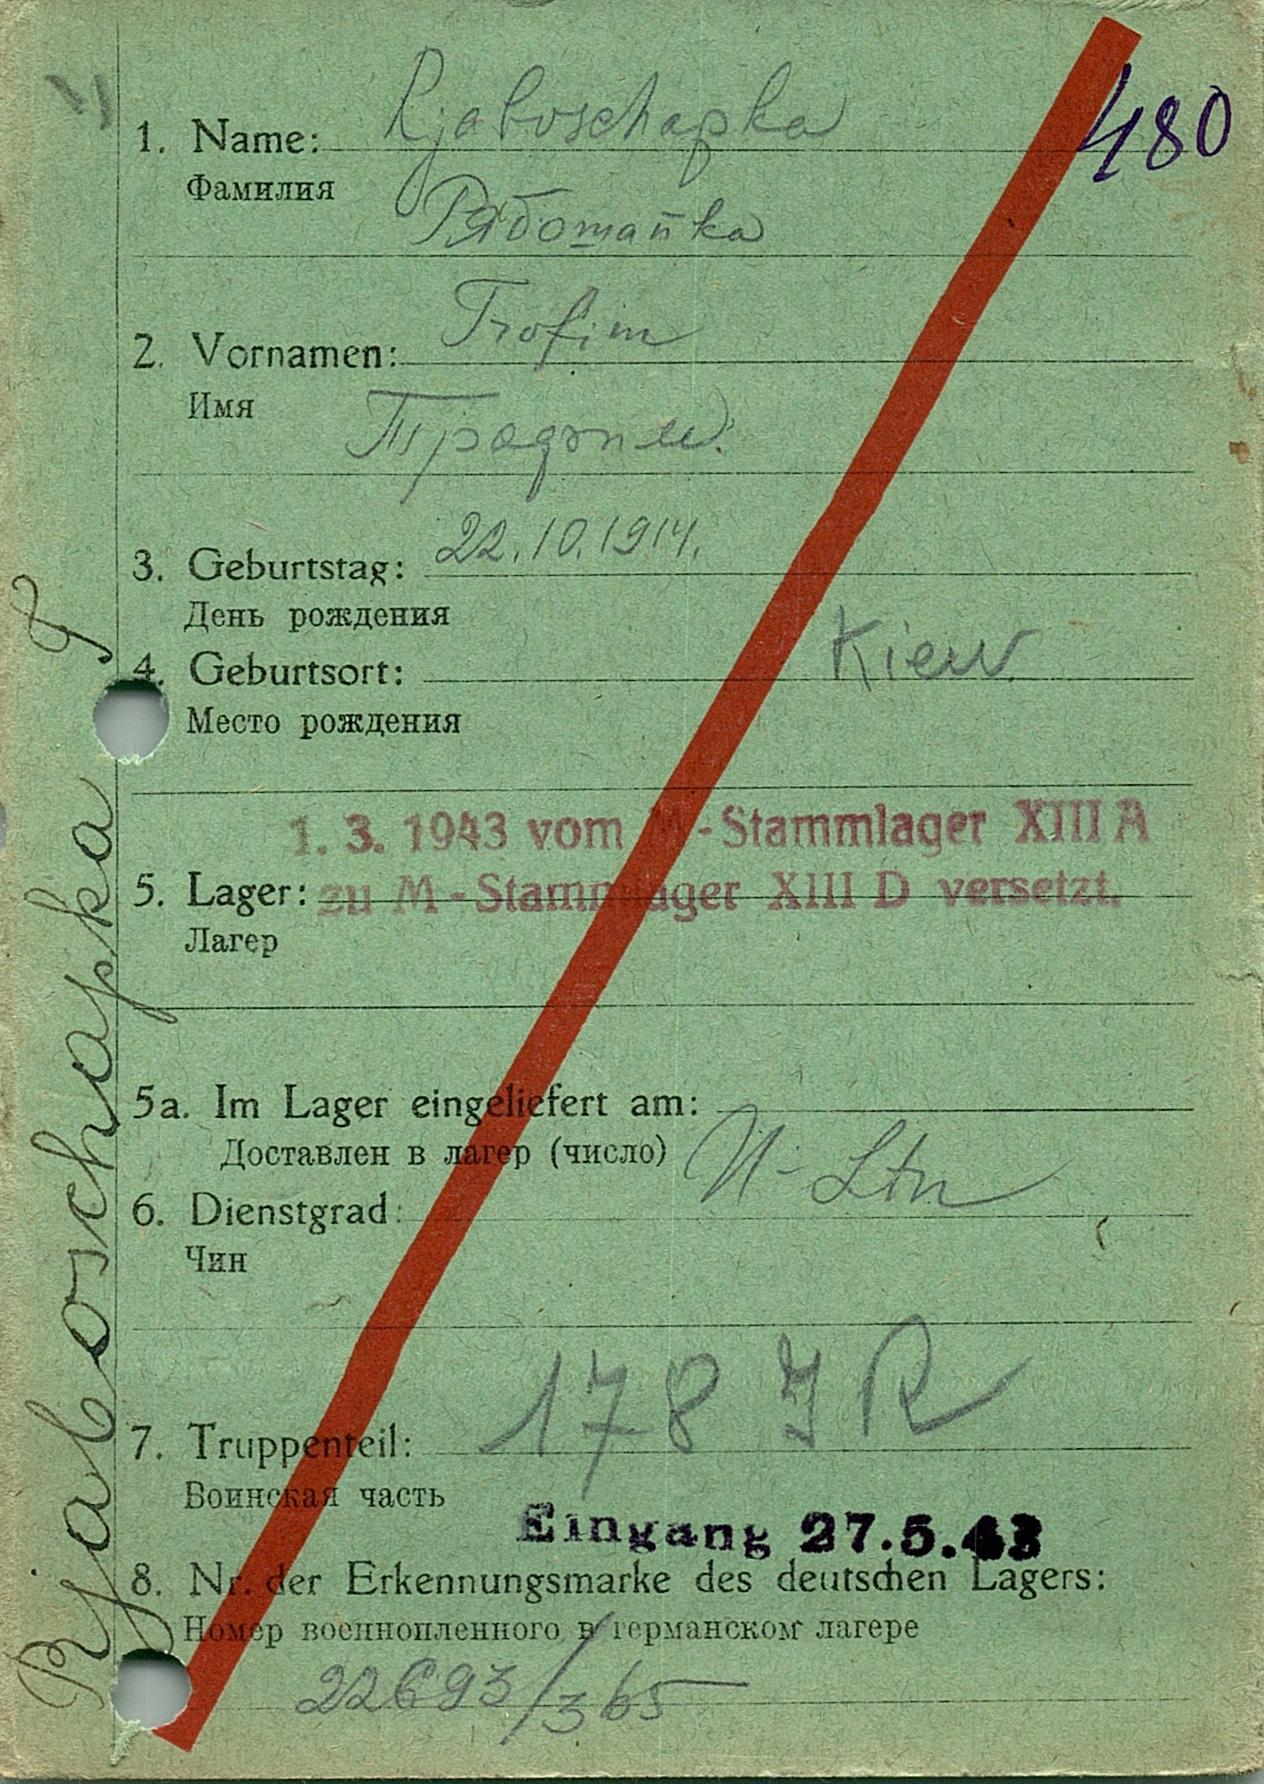 480
1. Name: Rjaboschapka
Фамилия
Рябошапка
2. Vornamen: Trofim
Имя
Трофим.
3. Geburtstag: 22.10.1914.
День рождения
4. Geburtsort: Kiew
Место рождения
1. 3. 1943 vom M-Stammlager XIII A
5. Lager: zu M-Stammlager XIII D versetzt.
Лагер
5a. Im Lager eingeliefert am:
Доставлен в лагер (число)
6. Dienstgrad: U-Ltn
Чин
7. Truppenteil: 178 JR
Воинская часть
Eingang 27.5.43
8. Nr. der Erkennungsmarke des deutschen Lagers:
Номер военнопленного в германском лагере
22693/365
Rjaboschapka T